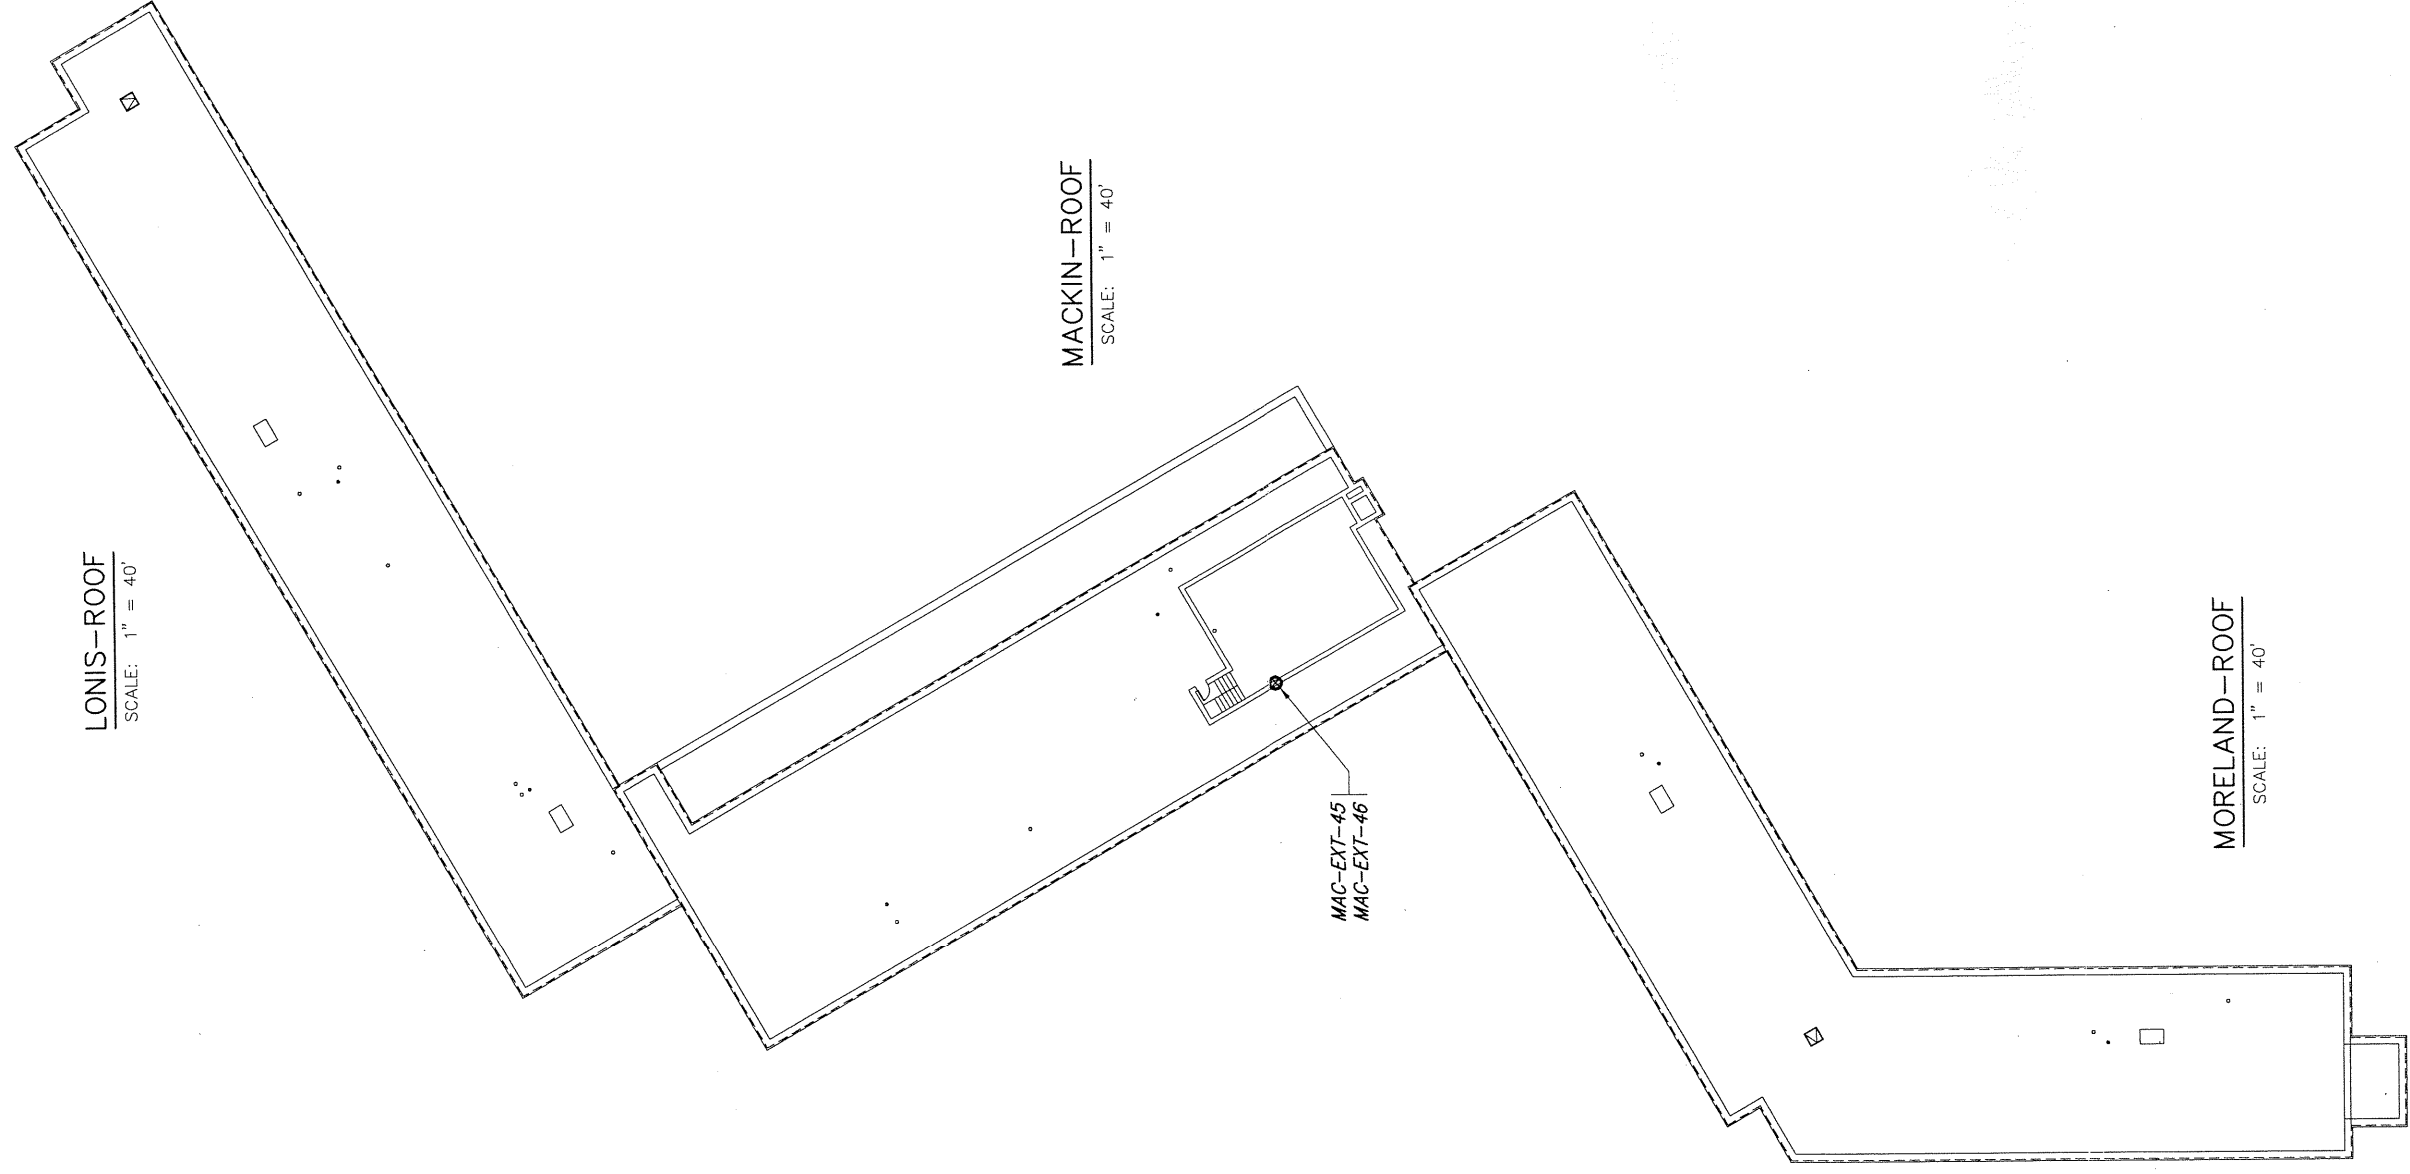 LONIS-ROOF
SCALE: 1" = 40'
MACKIN-ROOF
SCALE: 1" = 40'
MAC-EXT-45
MAC-EXT-46
MORELAND-ROOF
SCALE: 1" = 40'